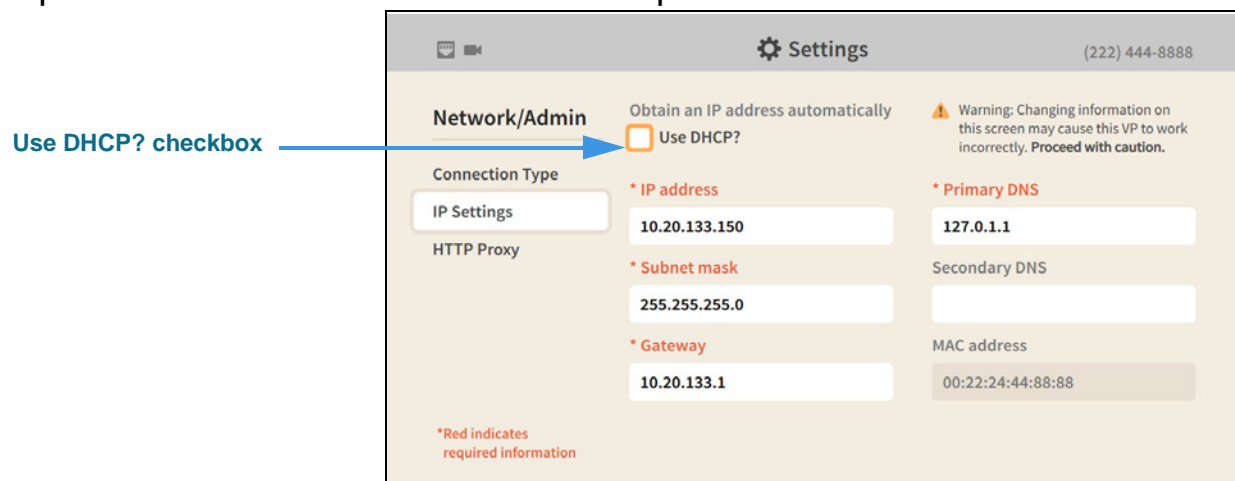 Settings
(222) 444-8888
Use DHCP? checkbox
Network/Admin
Connection Type
IP Settings
HTTP Proxy
*Red indicates
required information
Obtain an IP address automatically
Use DHCP?
* IP address
10.20.133.150
* Subnet mask
255.255.255.0
* Gateway
10.20.133.1
Warning: Changing information on
this screen may cause this VP to work
incorrectly. Proceed with caution.
* Primary DNS
127.0.1.1
Secondary DNS
MAC address
00:22:24:44:88:88